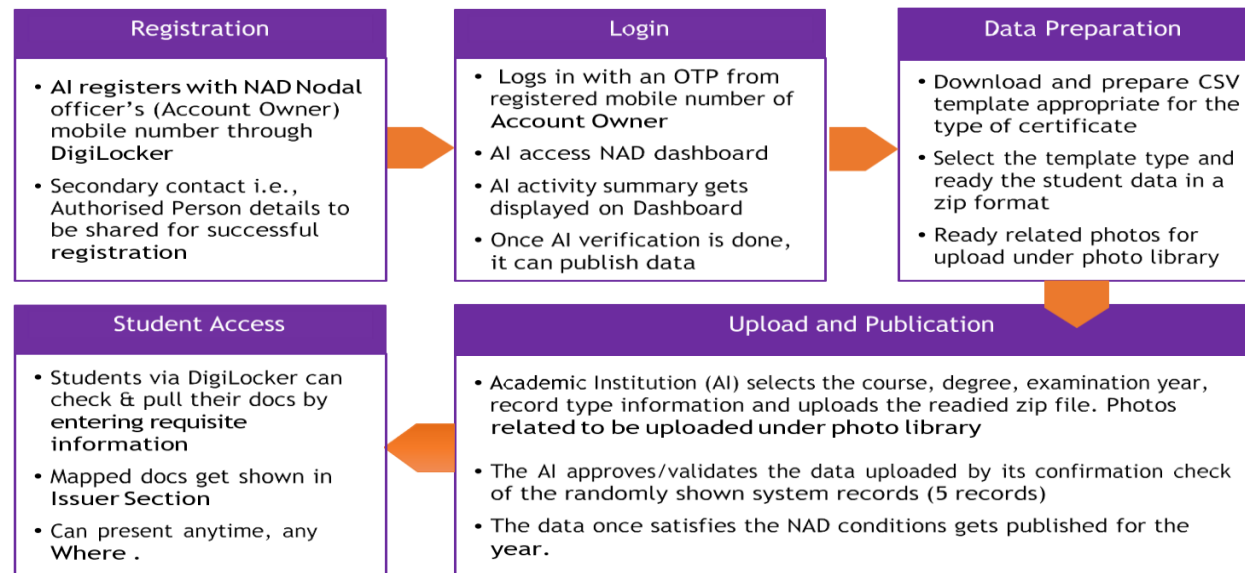 Registration
• AI registers with NAD Nodal
officer's (Account Owner)
mobile number through
DigiLocker
• Secondary contact i.e.,
Authorised Person details to
be shared for successful
registration
Login
• Logs in with an OTP from
registered mobile number of
Account Owner
• AI access NAD dashboard
• AI activity summary gets
displayed on Dashboard
• Once AI verification is done,
it can publish data
Data Preparation
• Download and prepare CSV
template appropriate for the
type of certificate
• Select the template type and
ready the student data in a
zip format
• Ready related photos for
upload under photo library
Upload and Publication
• Academic Institution (AI) selects the course, degree, examination year,
record type information and uploads the readied zip file. Photos
related to be uploaded under photo library
• The AI approves/validates the data uploaded by its confirmation check
of the randomly shown system records (5 records)
• The data once satisfies the NAD conditions gets published for the
year.
Student Access
• Students via DigiLocker can
check & pull their docs by
entering requisite
information
• Mapped docs get shown in
Issuer Section
• Can present anytime, any
Where .